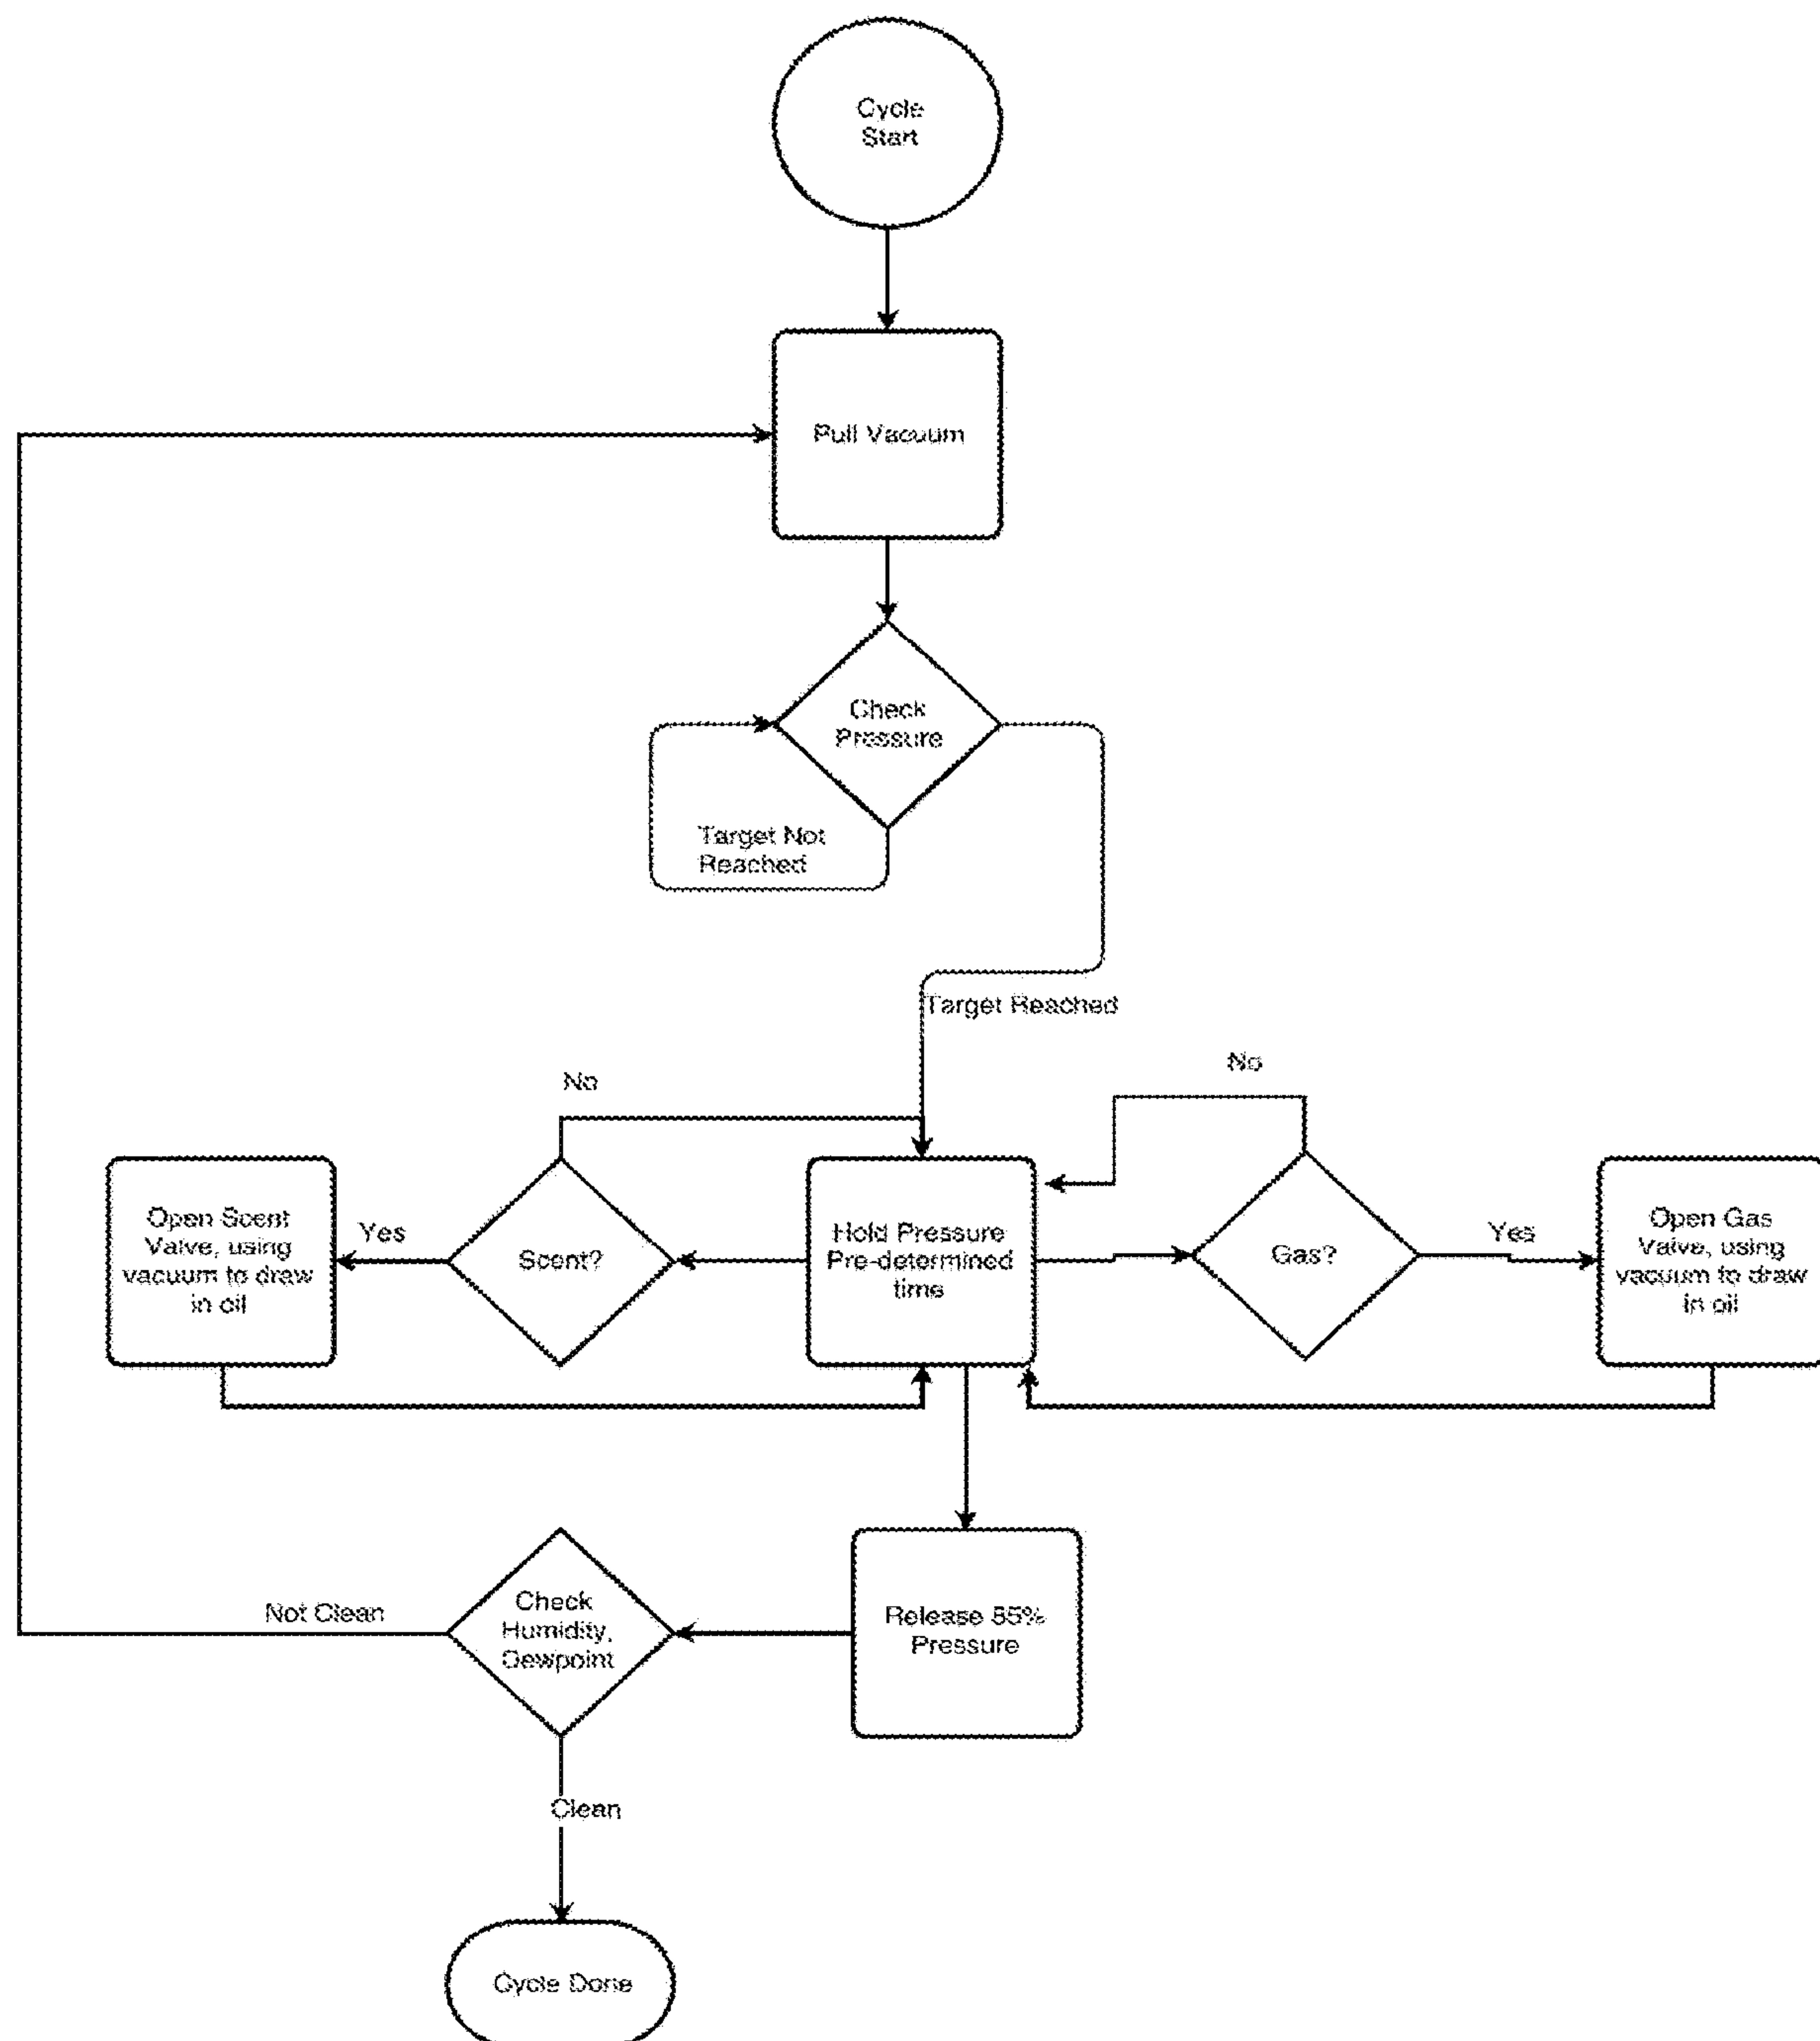 Cycle
Start
Pull Vacuum
Check
Pressure
Target Not
Reached
Target Reached
No
No
Open Scent
Valve, using
vacuum to draw
in oil
Yes
Scent?
Hold Pressure
Pre-determined
time
Gas?
Yes
Open Gas
Valve, using
vacuum to draw
in oil
Not Clean
Check
Humidity,
Dewpoint
Release 85%
Pressure
Clean
Cycle Done